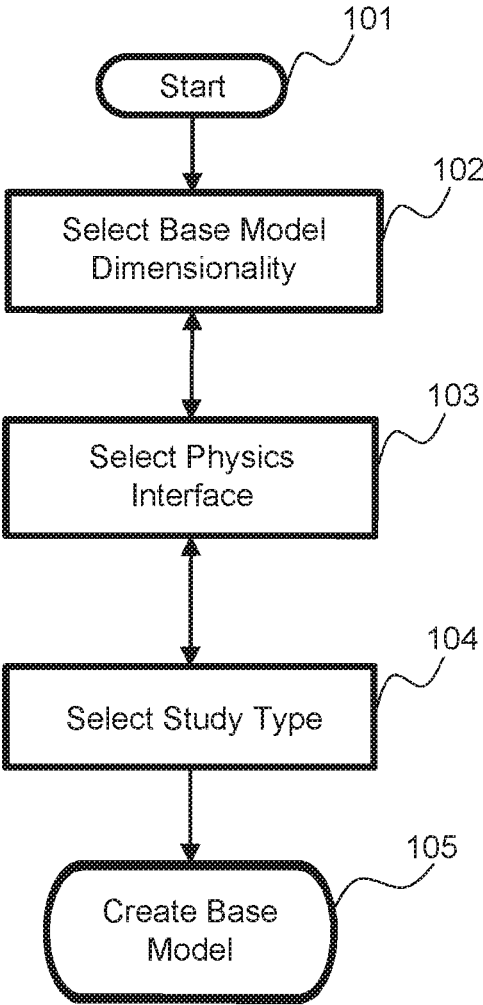 101
Start
102
Select Base Model
Dimensionality
103
Select Physics
Interface
104
Select Study Type
105
Create Base
Model